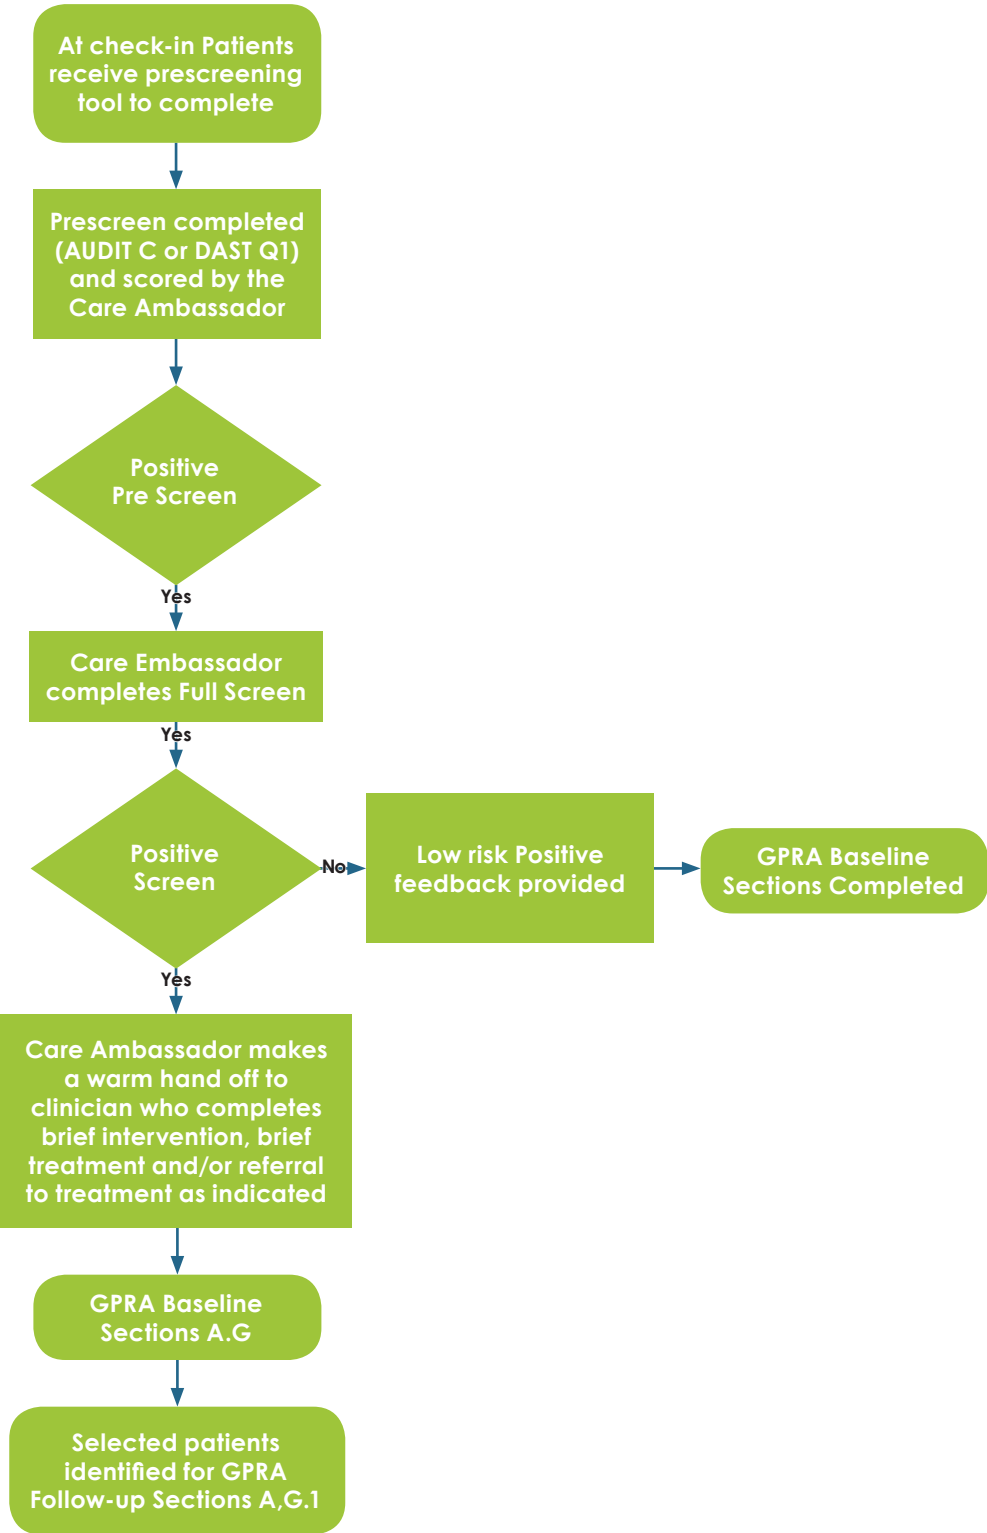 At check-in Patients
receive prescreening
tool to complete
Prescreen completed
(AUDIT C or DAST Q1)
and scored by the
Care Ambassador
Positive
Pre Screen
Yes
Care Embassador
completes Full Screen
Yes
Positive
Screen
No
Low risk Positive
feedback provided
GPRA Baseline
Sections Completed
Yes
Care Ambassador makes
a warm hand off to
clinician who completes
brief intervention, brief
treatment and/or referral
to treatment as indicated
GPRA Baseline
Sections A.G
Selected patients
identified for GPRA
Follow-up Sections A,G.1